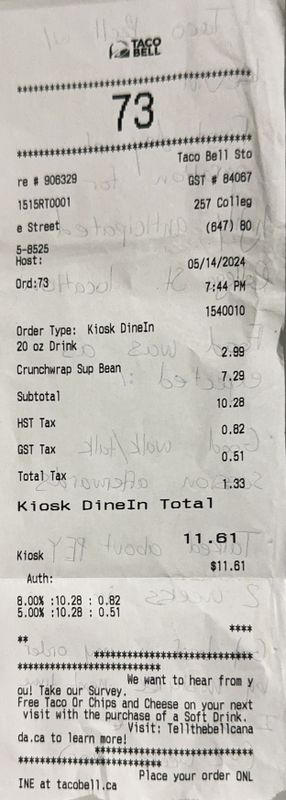 TACO
BELL
************************************
73
************************************
Taco Bell Sto
re # 906329
GST # 84067
1515RT0001
257 Colleg
e Street
(647) 80
5-8525
Host:
05/14/2024
Ord:73
7:44 PM
1540010
Order Type: Kiosk DineIn
20 oz Drink 2.99
Crunchwrap Sup Bean 7.29
Subtotal 10.28
HST Tax 0.82
GST Tax 0.51
Total Tax 1.33
Kiosk DineIn Total
11.61
Kiosk $11.61
Auth:
8.00% :10.28 : 0.82
5.00% :10.28 : 0.51
****
**
************************
*********************
We want to hear from y
ou! Take our Survey.
Free Taco Or Chips and Cheese on your next
visit with the purchase of a Soft Drink.
Visit: Tellthebellcana
da.ca to learn more!
************************
*********************
Place your order ONL
INE at tacobell.ca